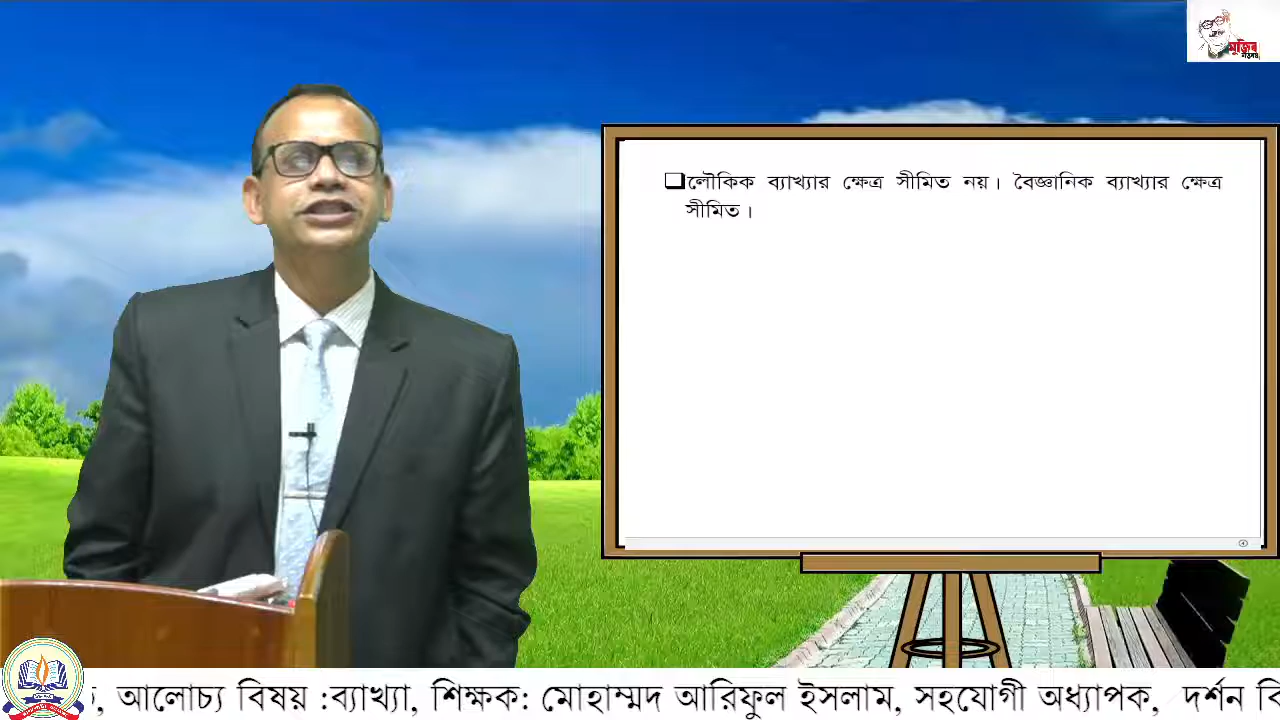 মুজিব
লৌকিক ব্যাখ্যার ক্ষেত্র সীমিত নয়। বৈজ্ঞানিক ব্যাখ্যার ক্ষেত্র
সীমিত।
, আলোচ্য বিষয় :ব্যাখ্যা, শিক্ষক: মোহাম্মদ আরিফুল ইসলাম, সহযোগী অধ্যাপক, দর্শন বি